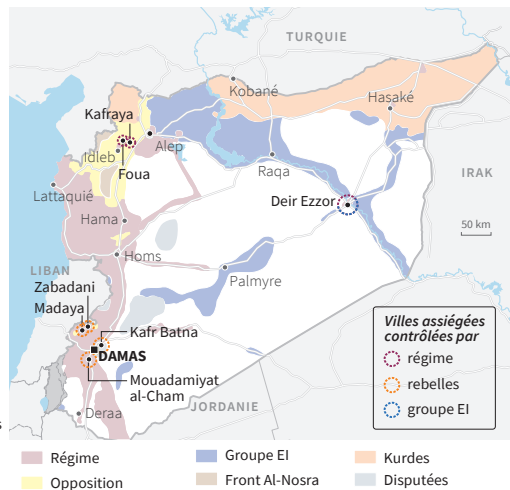 TURQUIE
Kobané
Hasaké
Kafraya
Alep
Idleb
Foua
Raqa
IRAK
Lattaquié
Deir Ezzor
Hama
50 km
Homs
LIBAN
Palmyre
Zabadani
Madaya
Kafr Batna
DAMAS
Mouadamiyat
al-Cham
JORDANIE
Deraa
Villes assiégées
contrôlées par
régime
rebelles
groupe EI
s
Régime
Groupe EI
Kurdes
Opposition
Front Al-Nosra
Disputées